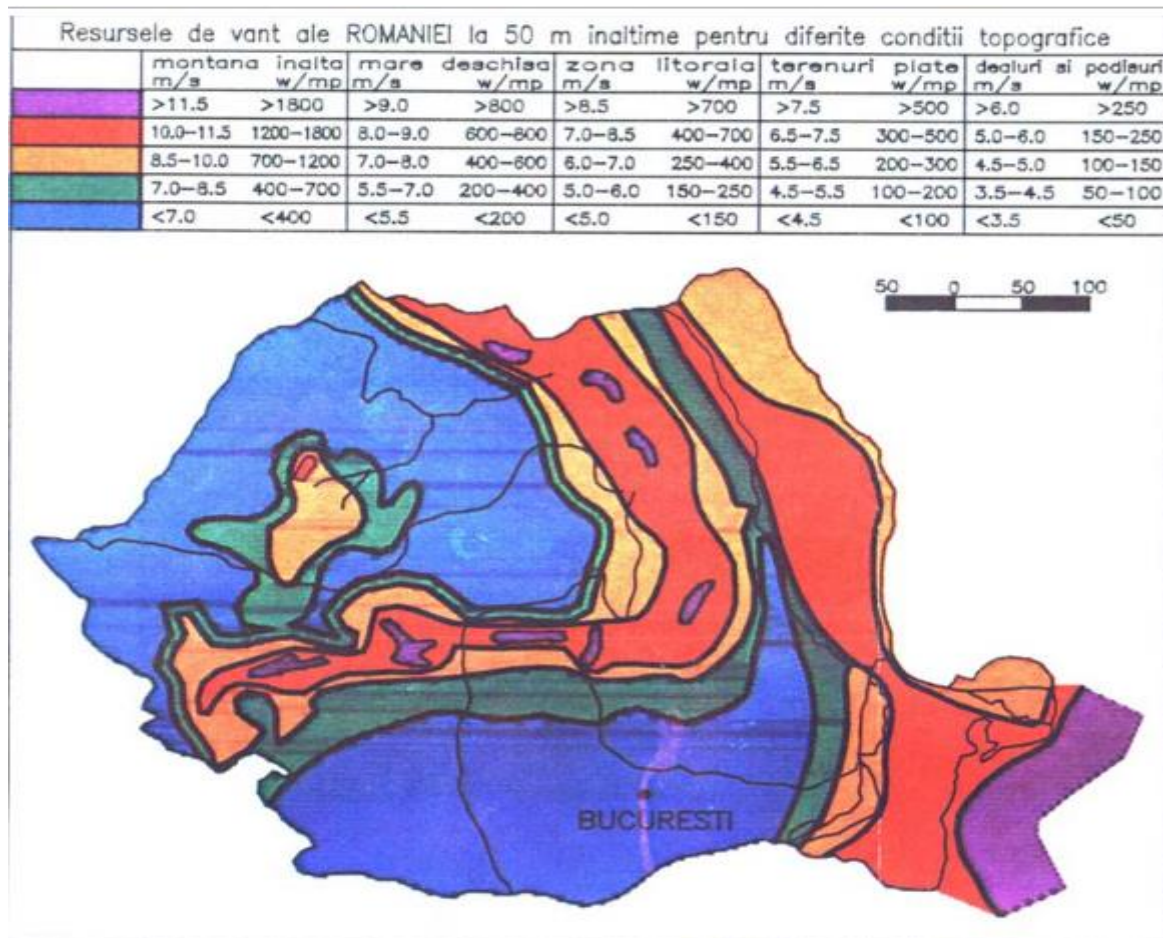 Resursele de vant ale ROMANIEI la 50 m inaltime pentru diferite conditii topografice
montana inalta mare deschisa zona litorala terenuri plate dealuri si podisuri
m/s w/mp m/s w/mp m/s w/mp m/s w/mp m/s w/mp
>11.5 >1800 >9.0 >800 >8.5 >700 >7.5 >500 >6.0 >250
10.0-11.5 1200-1800 8.0-9.0 600-800 7.0-8.5 400-700 6.5-7.5 300-500 5.0-6.0 150-250
8.5-10.0 700-1200 7.0-8.0 400-600 6.0-7.0 250-400 5.5-6.5 200-300 4.5-5.0 100-150
7.0-8.5 400-700 5.5-7.0 200-400 5.0-6.0 150-250 4.5-5.5 100-200 3.5-4.5 50-100
<7.0 <400 <5.5 <200 <5.0 <150 <4.5 <100 <3.5 <50
50 0 50 100
BUCURESTI